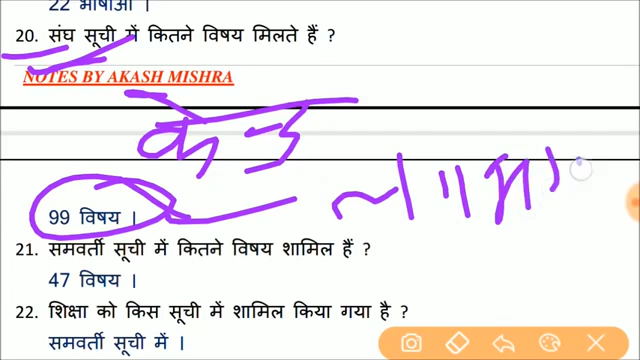 22 भाषाओं ।
20. संघ सूची में कितने विषय मिलते हैं ?
NOTES BY AKASH MISHRA
99 विषय ।
21. समवर्ती सूची में कितने विषय शामिल हैं ?
47 विषय ।
22. शिक्षा को किस सूची में शामिल किया गया है ?
समवर्ती सूची में ।